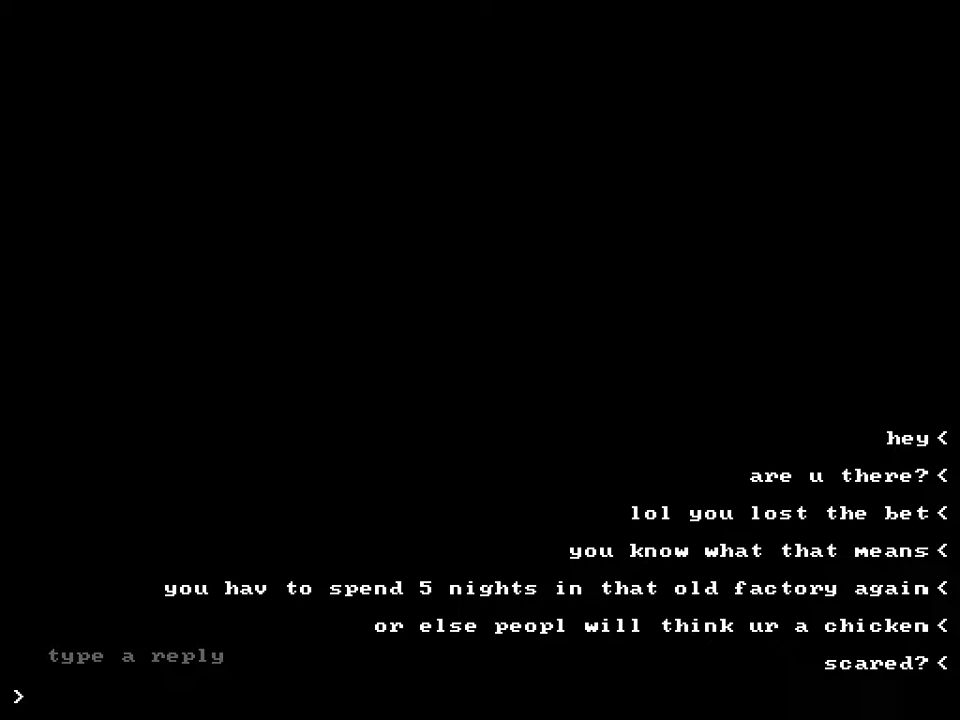 hey <
are u there? <
lol you lost the bet <
you know what that means <
you hav to spend 5 nights in that old factory again <
or else peopl will think ur a chicken <
type a reply
scared? <
>